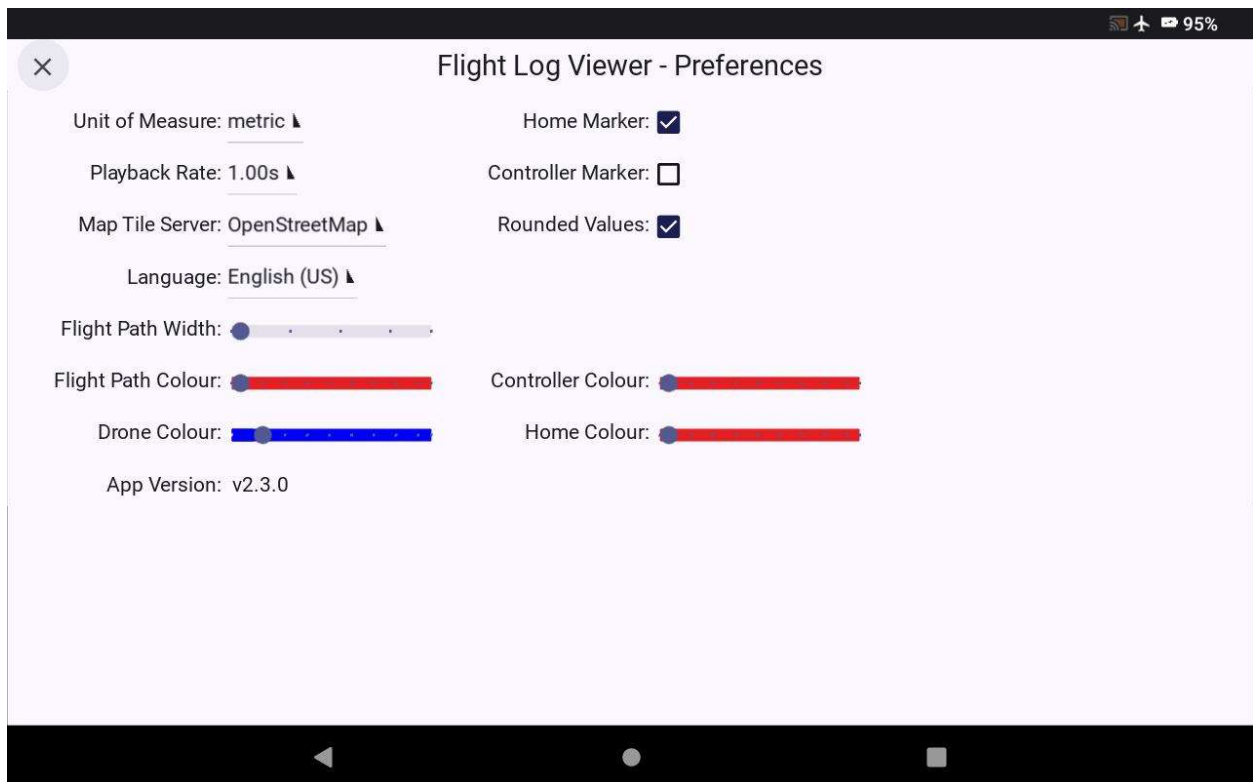 95%
Flight Log Viewer - Preferences
Unit of Measure: metric Home Marker:
Playback Rate: 1.00s Controller Marker:
Map Tile Server: OpenStreetMap Rounded Values:
Language: English (US)
Flight Path Width:
Flight Path Colour: Controller Colour:
Drone Colour: Home Colour:
App Version: v2.3.0